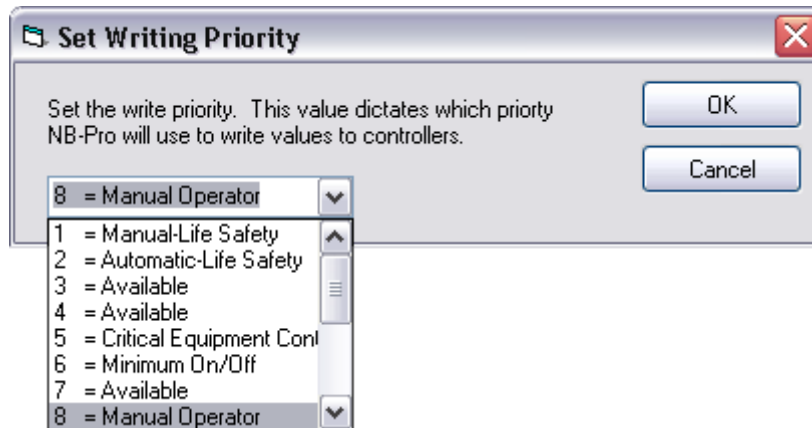 Set Writing Priority
Set the write priority.  This value dictates which priorty
NB-Pro will use to write values to controllers.
OK
Cancel
8 = Manual Operator
1 = Manual-Life Safety
2 = Automatic-Life Safety
3 = Available
4 = Available
5 = Critical Equipment Cont
6 = Minimum On/Off
7 = Available
8 = Manual Operator